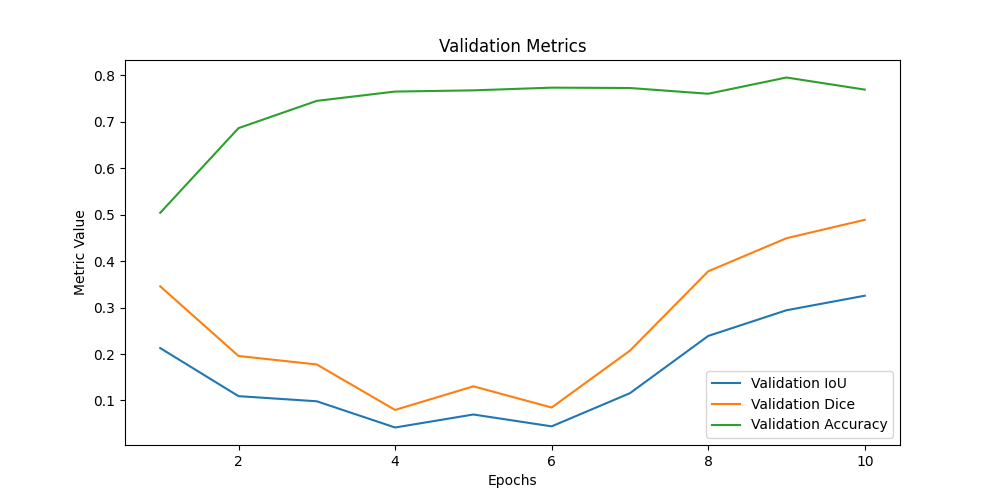 Validation Metrics
0.8
0.7
0.6
0.5
0.4
0.3
0.2
0.1
Metric Value
Validation IoU
Validation Dice
Validation Accuracy
2 4 6 8 10
Epochs